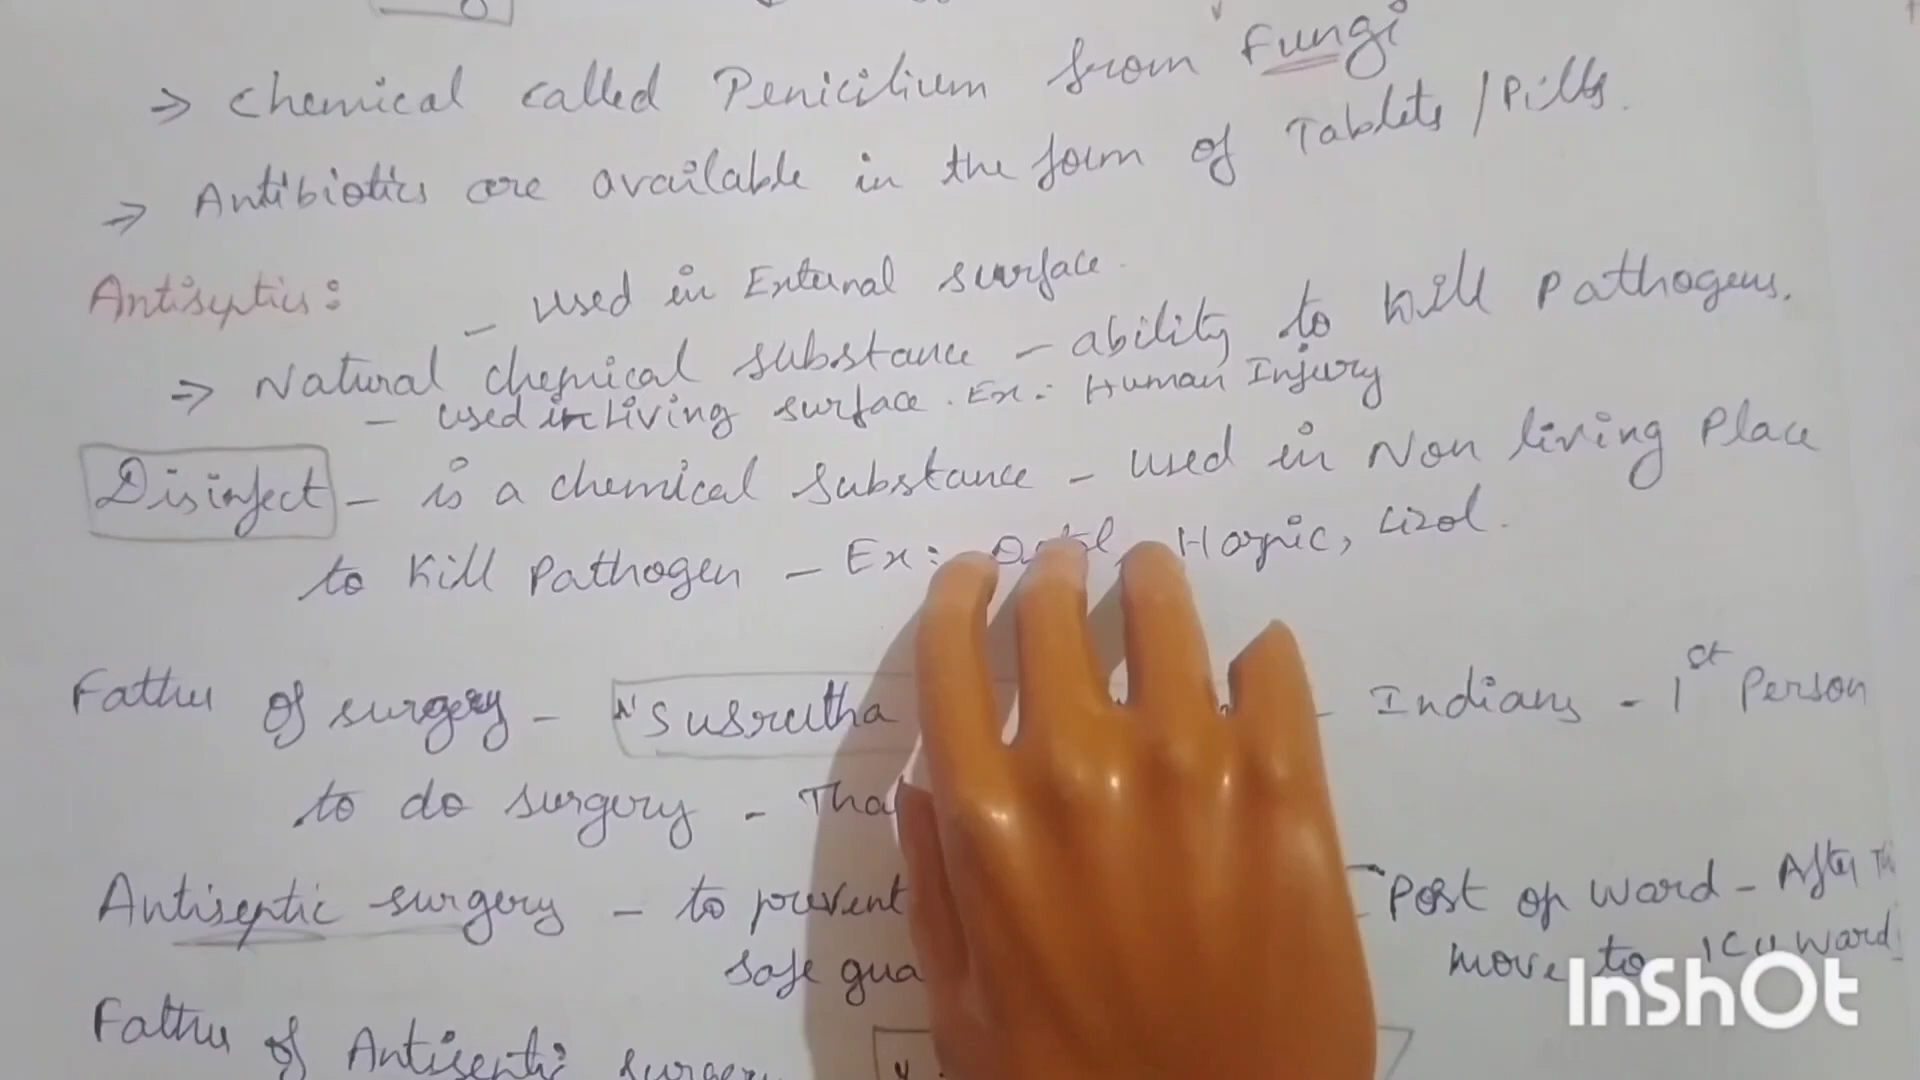 → Chemical called Penicilium from Fungi
→ Antibiotics are available in the form of Tablets / Pills.
Antiseptics:
- used in External surface.
→ Natural chemical substance - ability to kill pathogens.
- used in Living surface. Ex: Human Injury
Disinfect - is a chemical substance - used in Non living place
to kill pathogen - Ex: Harpic, Lizol.
Father of surgery - "Susrutha - Indians - 1st Person
to do surgery -
Antiseptic surgery - to prevent
Post op ward - After
safe
move to ICU ward
Father of Antiseptic surgery
InShOt